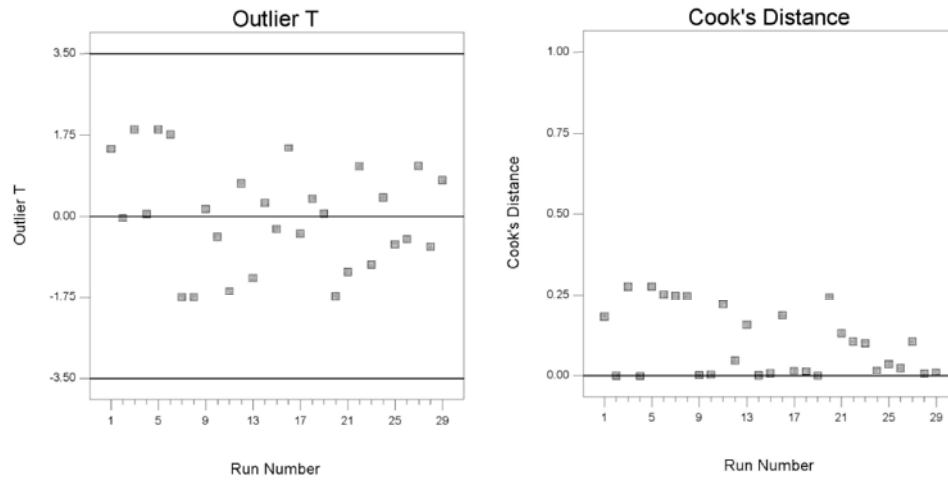 Outlier T
3.50
1.75
0.00
-1.75
-3.50
Outlier T
1 5 9 13 17 21 25 29
Run Number
Cook's Distance
1.00
0.75
0.50
0.25
0.00
Cook's Distance
1 5 9 13 17 21 25 29
Run Number